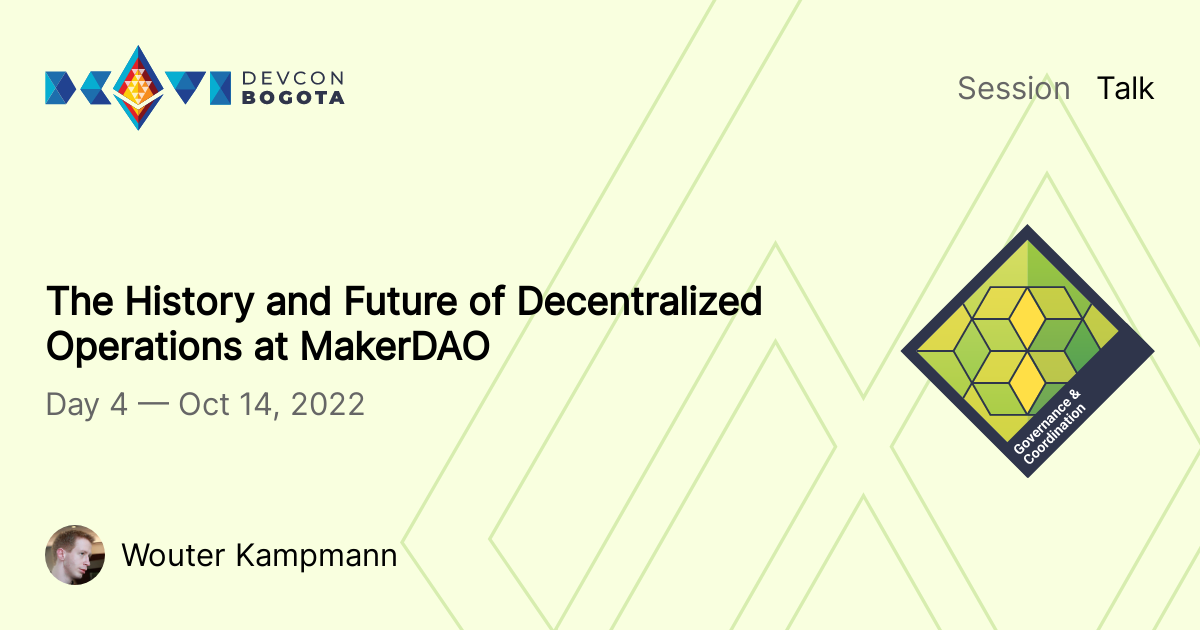 DEVCON
BOGOTA
Session Talk
The History and Future of Decentralized
Operations at MakerDAO
Day 4 — Oct 14, 2022
Governance &
Coordination
Wouter Kampmann